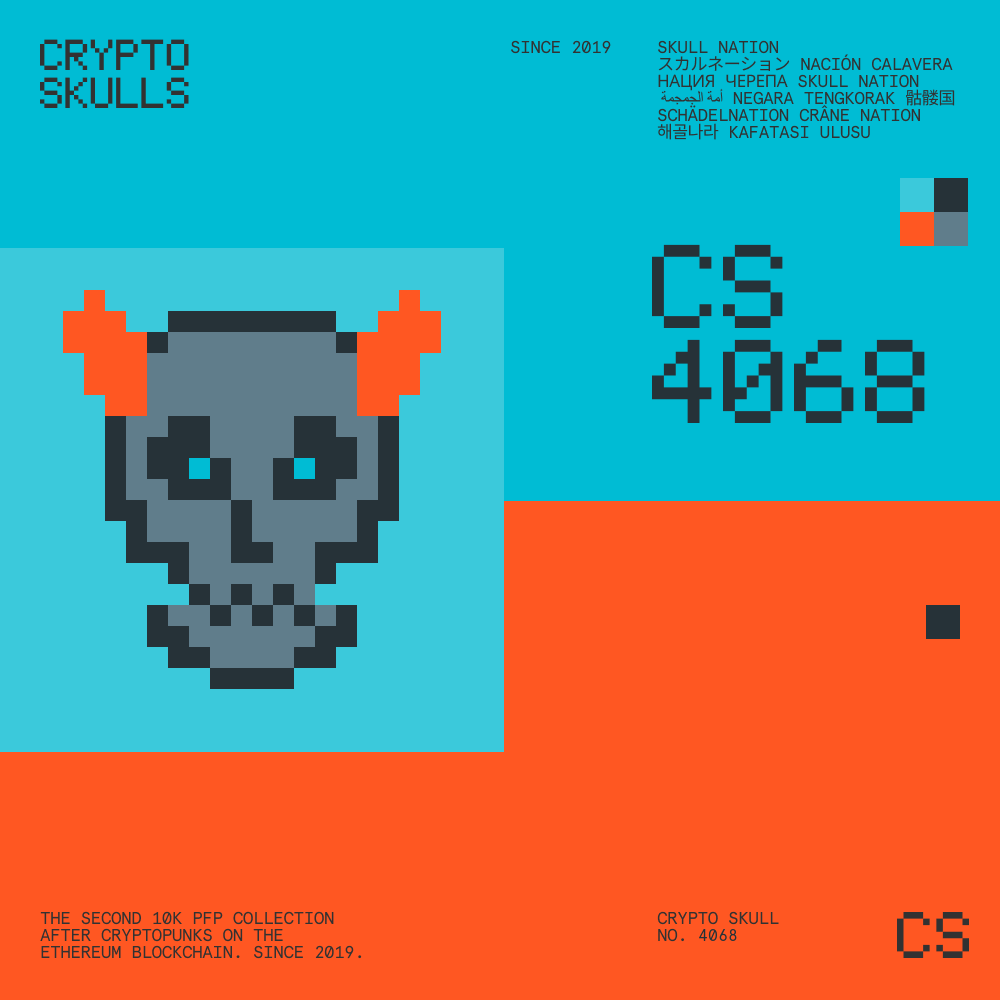 CRYPTO
SKULLS
SINCE 2019
SKULL NATION
スカルネーション NACIÓN CALAVERA
НАЦИЯ ЧЕРЕПА SKULL NATION
أمة الجمجمة NEGARA TENGKORAK 骷髅国
SCHÄDELNATION CRÂNE NATION
해골나라 KAFATASI ULUSU
CS
4068
THE SECOND 10K PFP COLLECTION
AFTER CRYPTOPUNKS ON THE
ETHEREUM BLOCKCHAIN. SINCE 2019.
CRYPTO SKULL
NO. 4068
CS